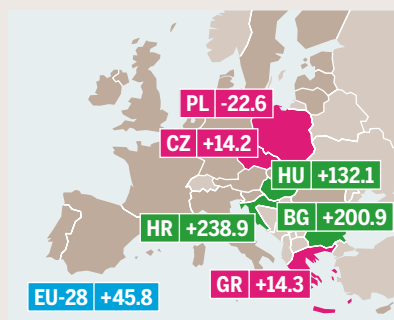 PL -22.6
CZ +14.2
HU +132.1
HR +238.9
BG +200.9
GR +14.3
EU-28 +45.8